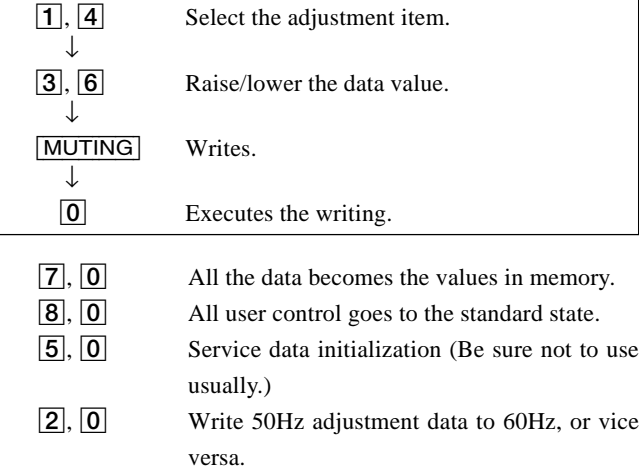 1, 4 Select the adjustment item.
↓
3, 6 Raise/lower the data value.
↓
MUTING Writes.
↓
0 Executes the writing.
7, 0 All the data becomes the values in memory.
8, 0 All user control goes to the standard state.
5, 0 Service data initialization (Be sure not to use
usually.)
2, 0 Write 50Hz adjustment data to 60Hz, or vice
versa.